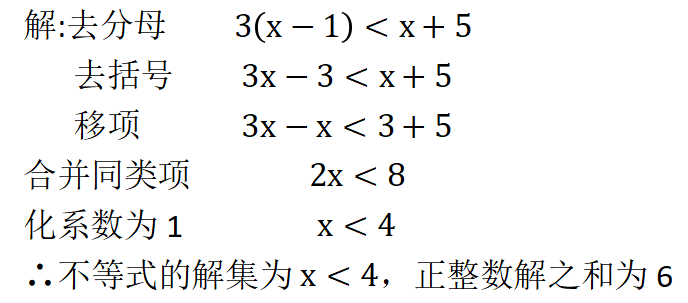 解:去分母 3(x − 1) < x + 5
去括号 3x − 3 < x + 5
移项 3x − x < 3 + 5
合并同类项 2x < 8
化系数为 1 x < 4
∴不等式的解集为 x < 4，正整数解之和为 6